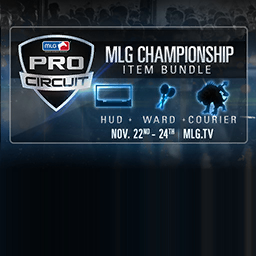 MLG
PRO
CIRCUIT
MLG CHAMPIONSHIP
ITEM BUNDLE
HUD + WARD + COURIER
NOV. 22ND - 24TH | MLG.TV